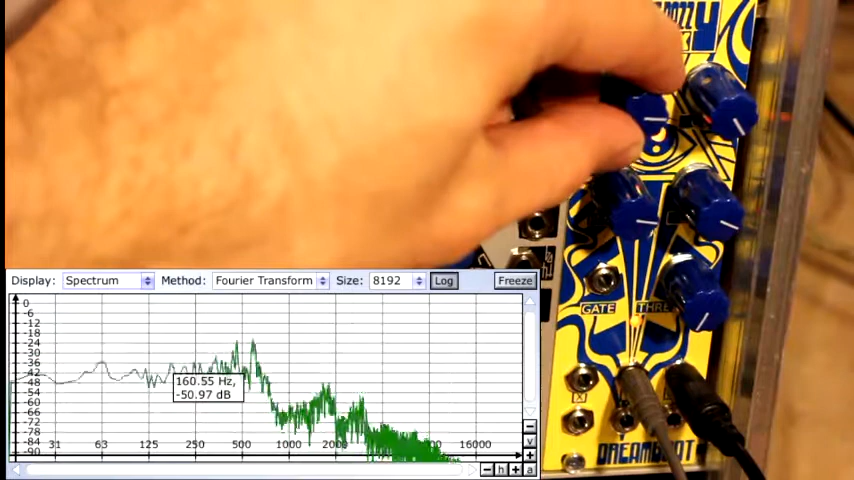 OZZY
GATE
THRE
DREAMBOAT
Display: Spectrum Method: Fourier Transform Size: 8192 Log Freeze
0
-6
-12
-18
-24
-30
-36
-42
-48
-54
-60
-66
-72
-78
-84
-90
160.55 Hz,
-50.97 dB
31 63 125 250 500 1000 2000 16000
- v +
- h + a